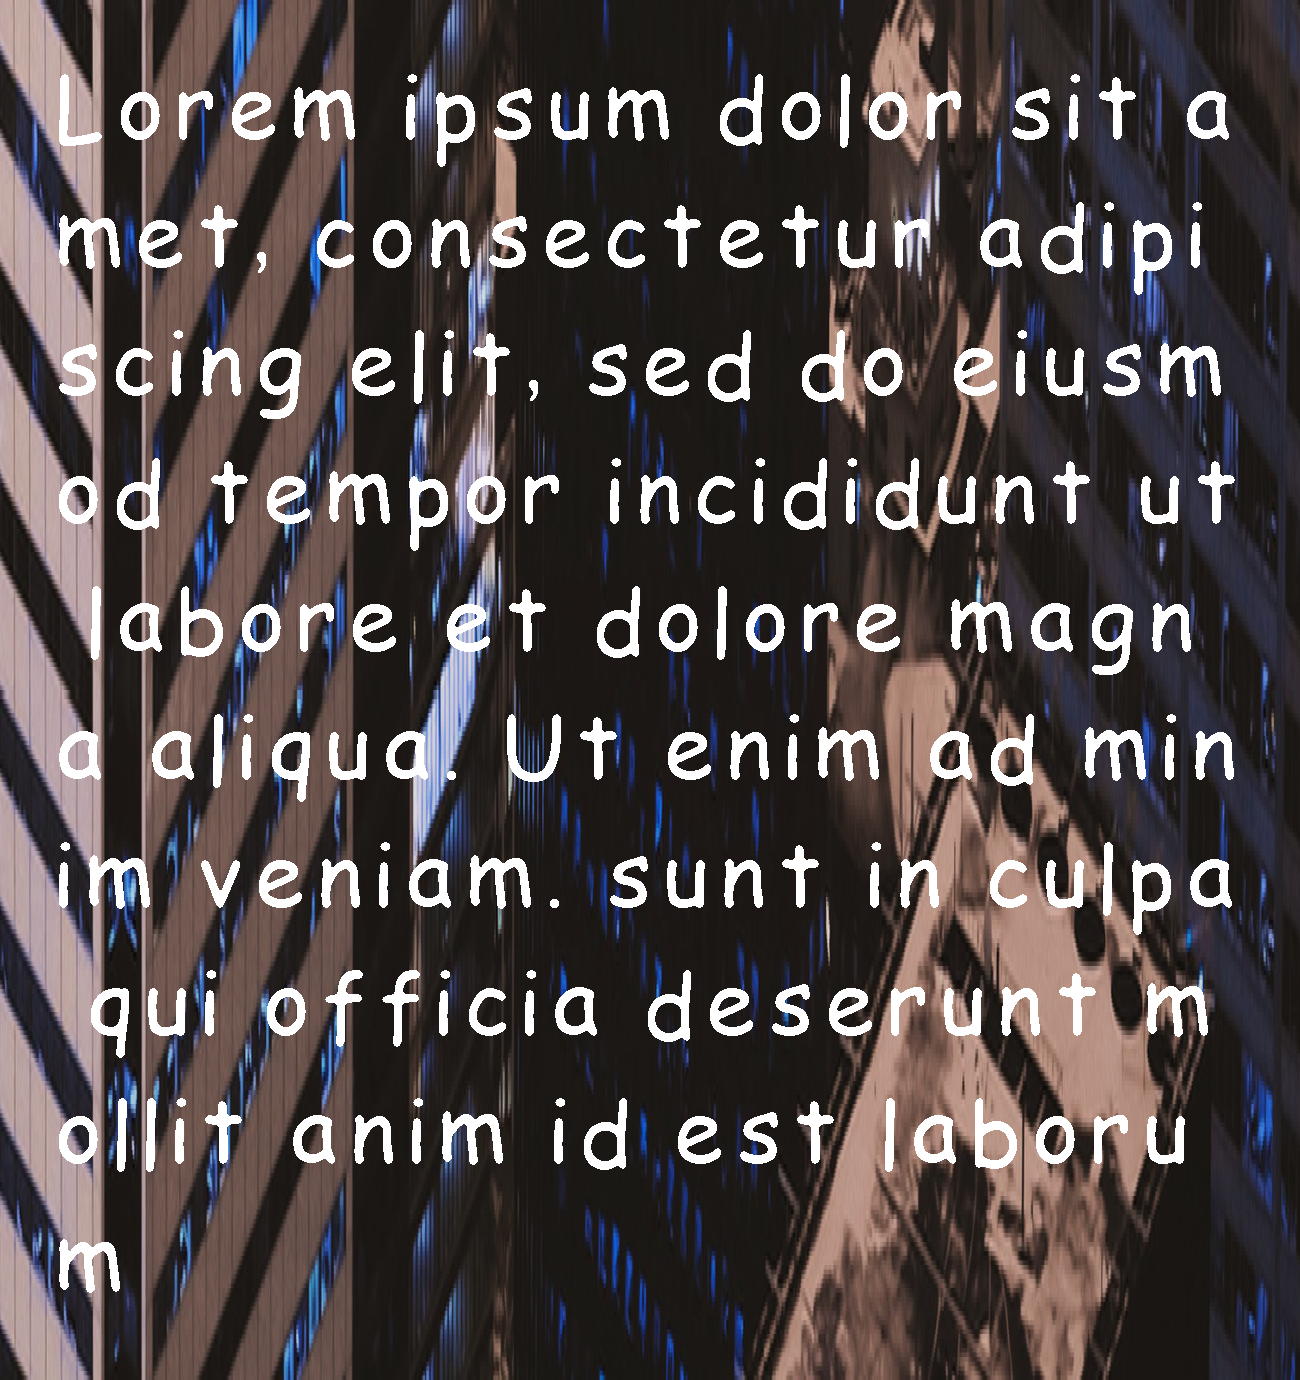 Lorem ipsum dolor sit a
met, consectetur adipi
scing elit, sed do eiusm
od tempor incididunt ut
labore et dolore magn
a aliqua. Ut enim ad min
im veniam. sunt in culpa
qui officia deserunt m
ollit anim id est laboru
m